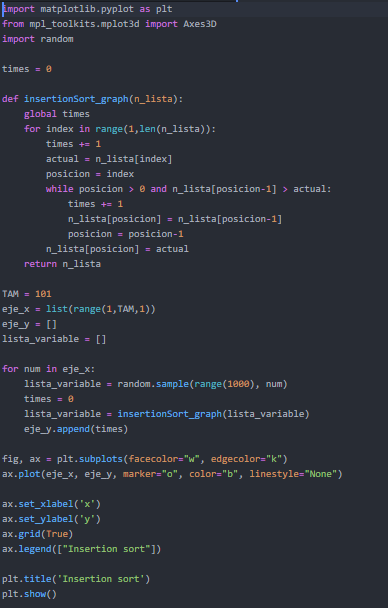 import matplotlib.pyplot as plt
from mpl_toolkits.mplot3d import Axes3D
import random

times = 0

def insertionSort_graph(n_lista):
    global times
    for index in range(1,len(n_lista)):
        times += 1
        actual = n_lista[index]
        posicion = index
        while posicion > 0 and n_lista[posicion-1] > actual:
            times += 1
            n_lista[posicion] = n_lista[posicion-1]
            posicion = posicion-1
        n_lista[posicion] = actual
    return n_lista

TAM = 101
eje_x = list(range(1,TAM,1))
eje_y = []
lista_variable = []

for num in eje_x:
    lista_variable = random.sample(range(1000), num)
    times = 0
    lista_variable = insertionSort_graph(lista_variable)
    eje_y.append(times)

fig, ax = plt.subplots(facecolor="w", edgecolor="k")
ax.plot(eje_x, eje_y, marker="o", color="b", linestyle="None")

ax.set_xlabel('x')
ax.set_ylabel('y')
ax.grid(True)
ax.legend(["Insertion sort"])

plt.title('Insertion sort')
plt.show()